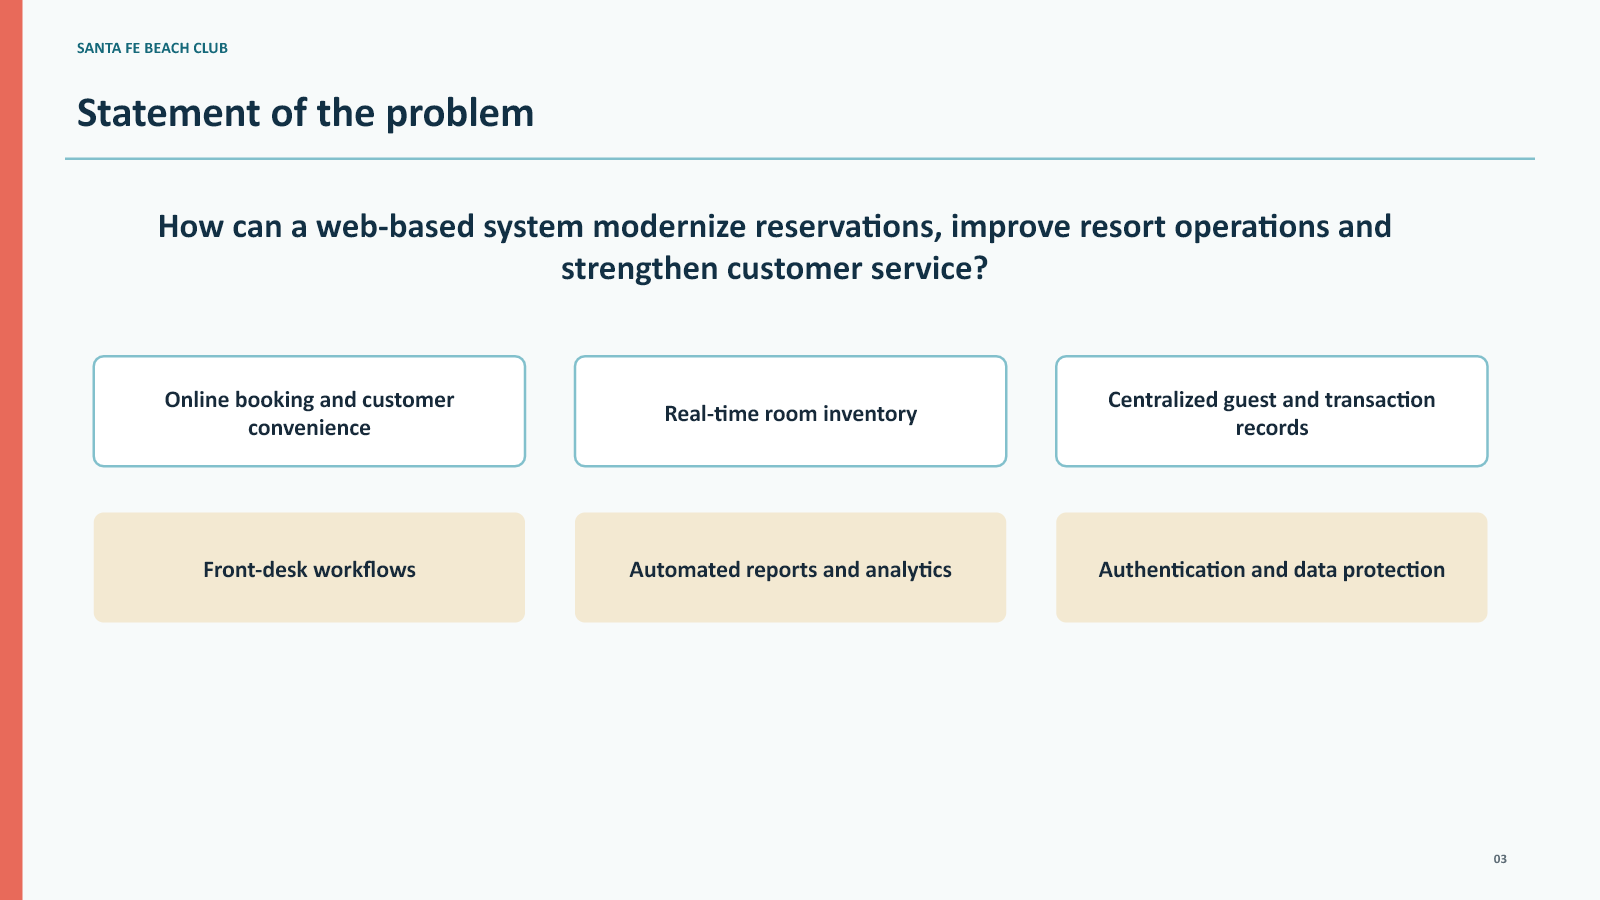 SANTA FE BEACH CLUB
Statement of the problem
How can a web-based system modernize reservations, improve resort operations and
strengthen customer service?
Online booking and customer
convenience
Real-time room inventory
Centralized guest and transaction
records
Front-desk workflows
Automated reports and analytics
Authentication and data protection
03